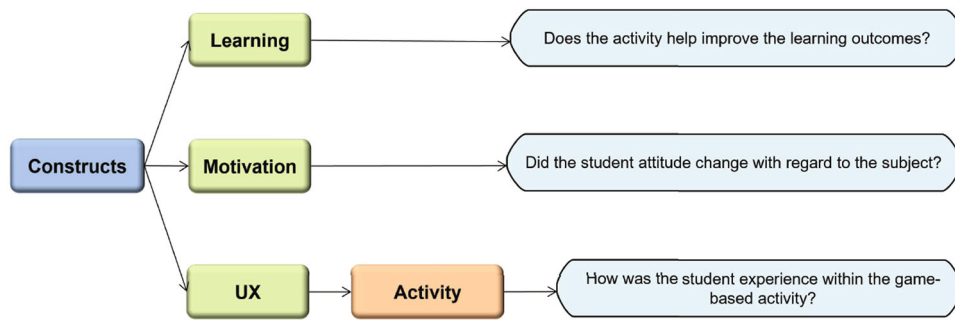 Learning
Does the activity help improve the learning outcomes?
Constructs
Motivation
Did the student attitude change with regard to the subject?
UX
Activity
How was the student experience within the game-
based activity?